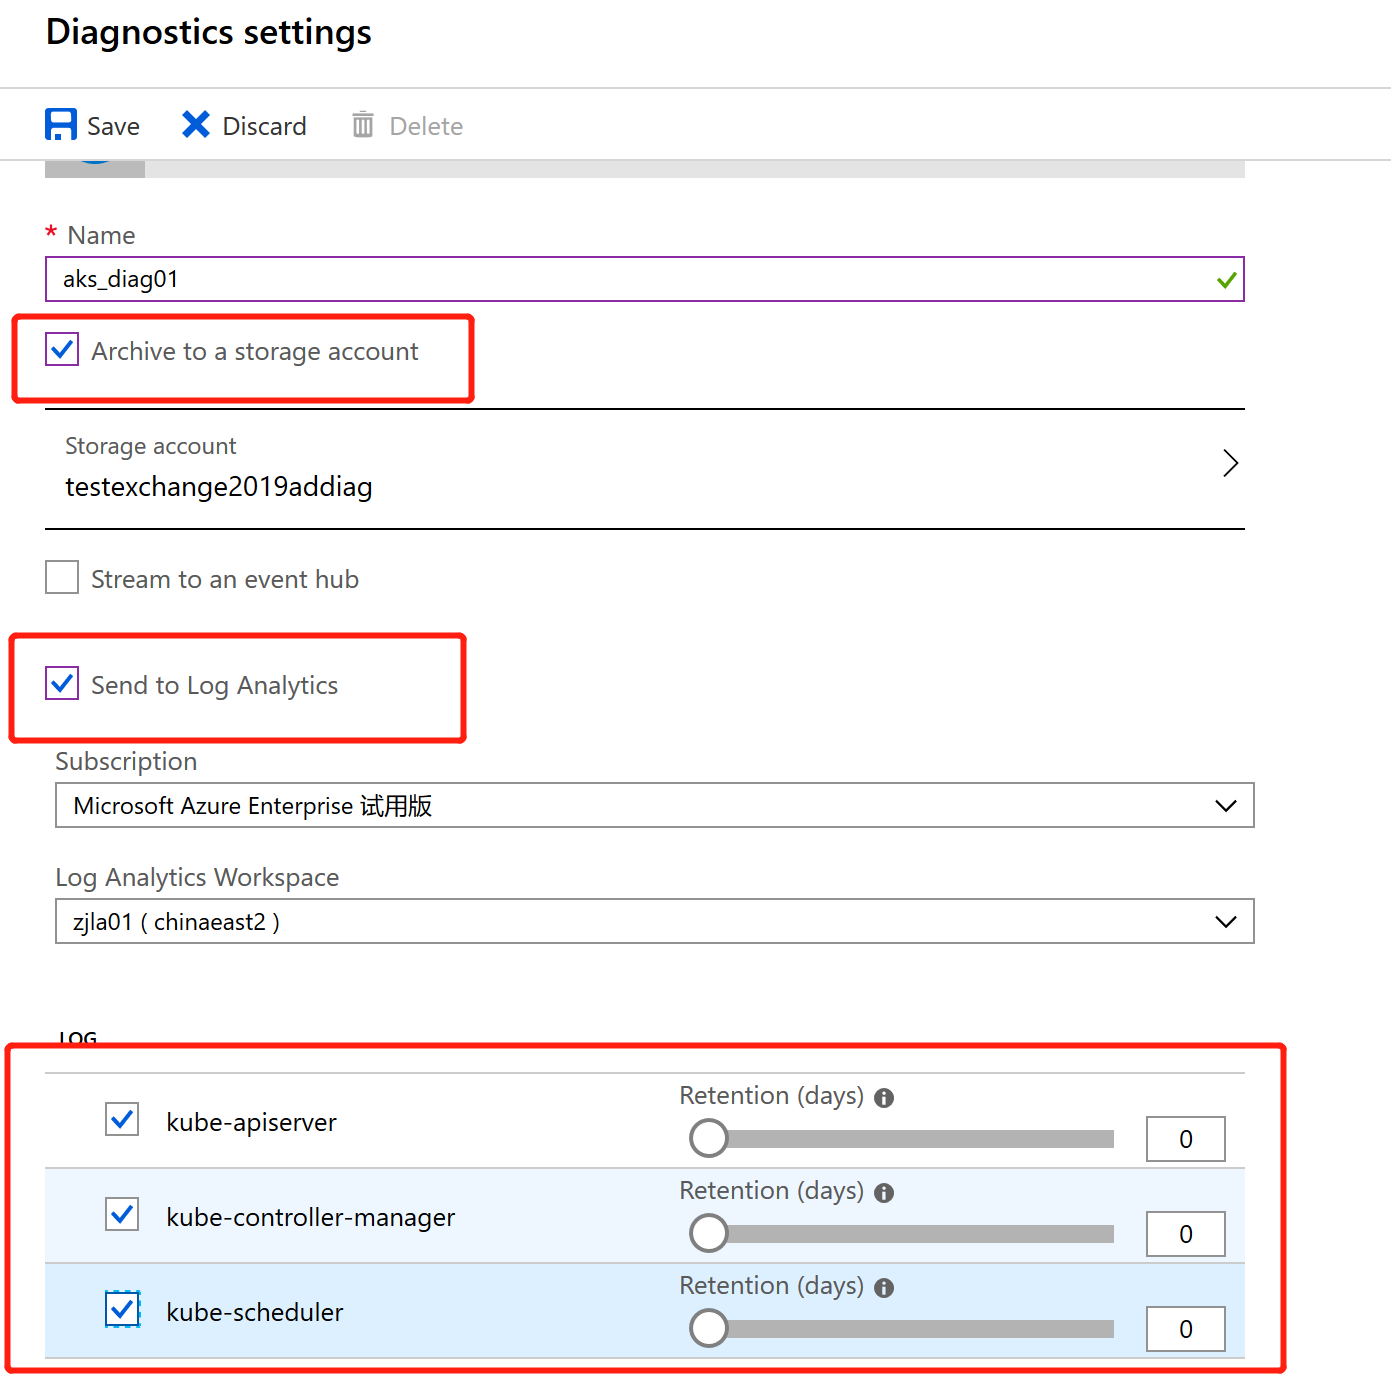 Diagnostics settings
Save Discard Delete
* Name
aks_diag01
Archive to a storage account
Storage account
testexchange2019addiag
Stream to an event hub
Send to Log Analytics
Subscription
Microsoft Azure Enterprise 试用版
Log Analytics Workspace
zjla01 ( chinaeast2 )
LOG
Retention (days)
kube-apiserver
0
Retention (days)
kube-controller-manager
0
Retention (days)
kube-scheduler
0